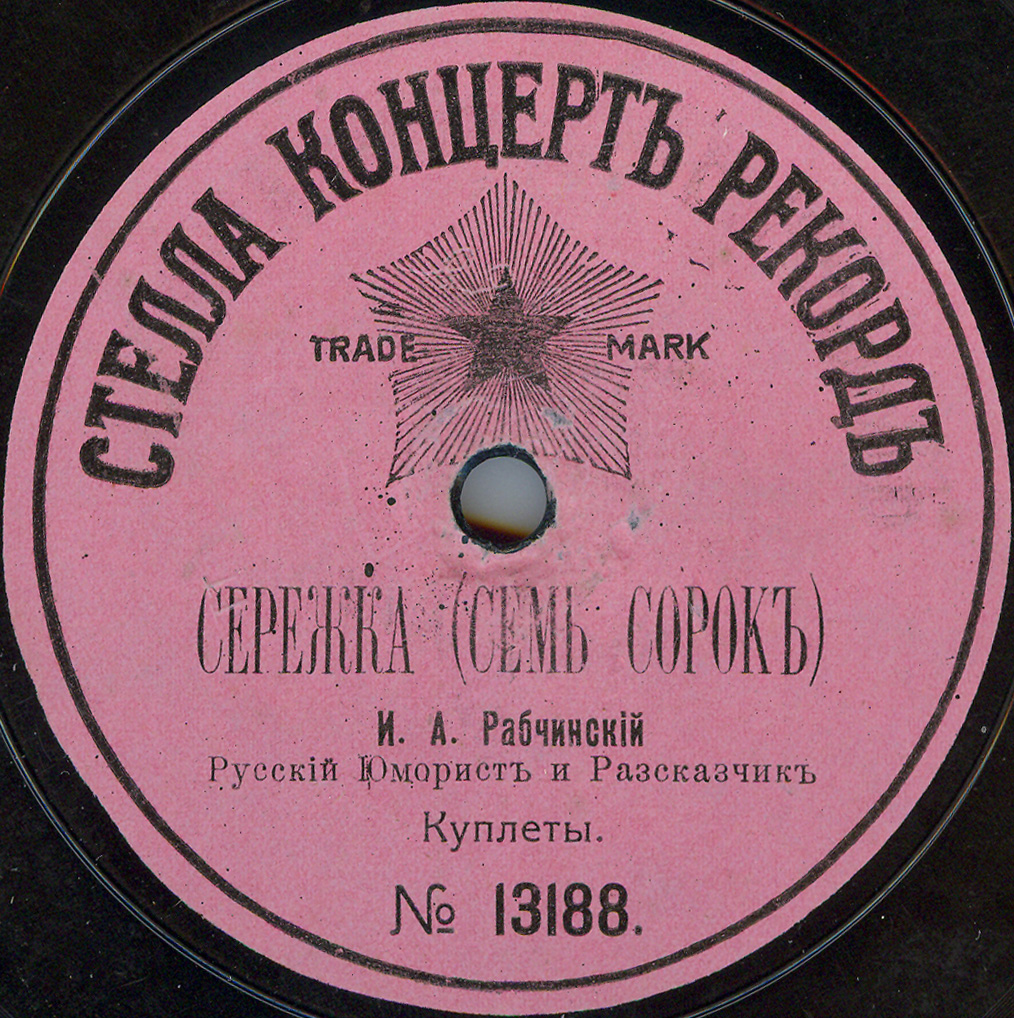 СТЕЛЛА КОНЦЕРТЪ РЕКОРДЪ
TRADE MARK
СЕРЕЖКА (СЕМЬ СОРОКЪ)
И. А. Рабчинскій
Русскій Юмористъ и Разсказчикъ
Куплеты.
№ 13188.